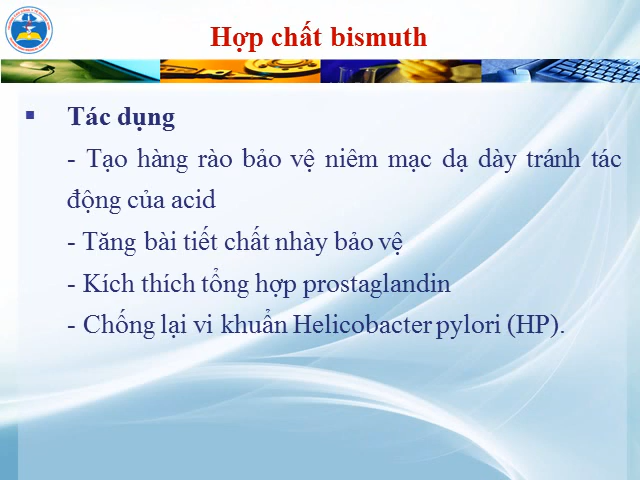 Hợp chất bismuth
Tác dụng
- Tạo hàng rào bảo vệ niêm mạc dạ dày tránh tác
động của acid
- Tăng bài tiết chất nhày bảo vệ
- Kích thích tổng hợp prostaglandin
- Chống lại vi khuẩn Helicobacter pylori (HP).